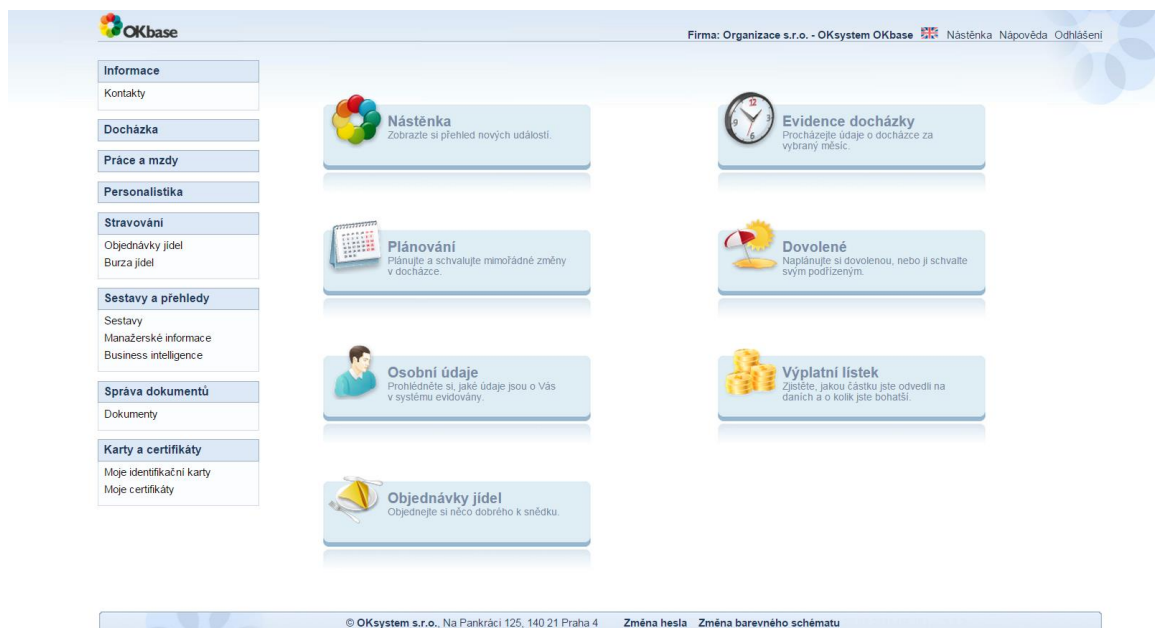 OKbase
Firma: Organizace s.r.o. - OKsystem OKbase Nástěnka Nápověda Odhlášení
Informace
Kontakty
Docházka
Práce a mzdy
Personalistika
Stravování
Objednávky jídel
Burza jídel
Sestavy a přehledy
Sestavy
Manažerské informace
Business intelligence
Správa dokumentů
Dokumenty
Karty a certifikáty
Moje identifikační karty
Moje certifikáty
Nástěnka
Zobrazte si přehled nových událostí.
12
3
6
9
Evidence docházky
Procházejte údaje o docházce za
vybraný měsíc.
Plánování
Plánujte a schvalujte mimořádné změny
v docházce.
Dovolené
Naplánujte si dovolenou, nebo ji schvalte
svým podřízeným.
Osobní údaje
Prohlédněte si, jaké údaje jsou o Vás
v systému evidovány.
Výplatní lístek
Zjistěte, jakou částku jste odvedli na
daních a o kolik jste bohatší.
Objednávky jídel
Objednejte si něco dobrého k snědku.
© OKsystem s.r.o., Na Pankráci 125, 140 21 Praha 4 Změna hesla Změna barevného schématu